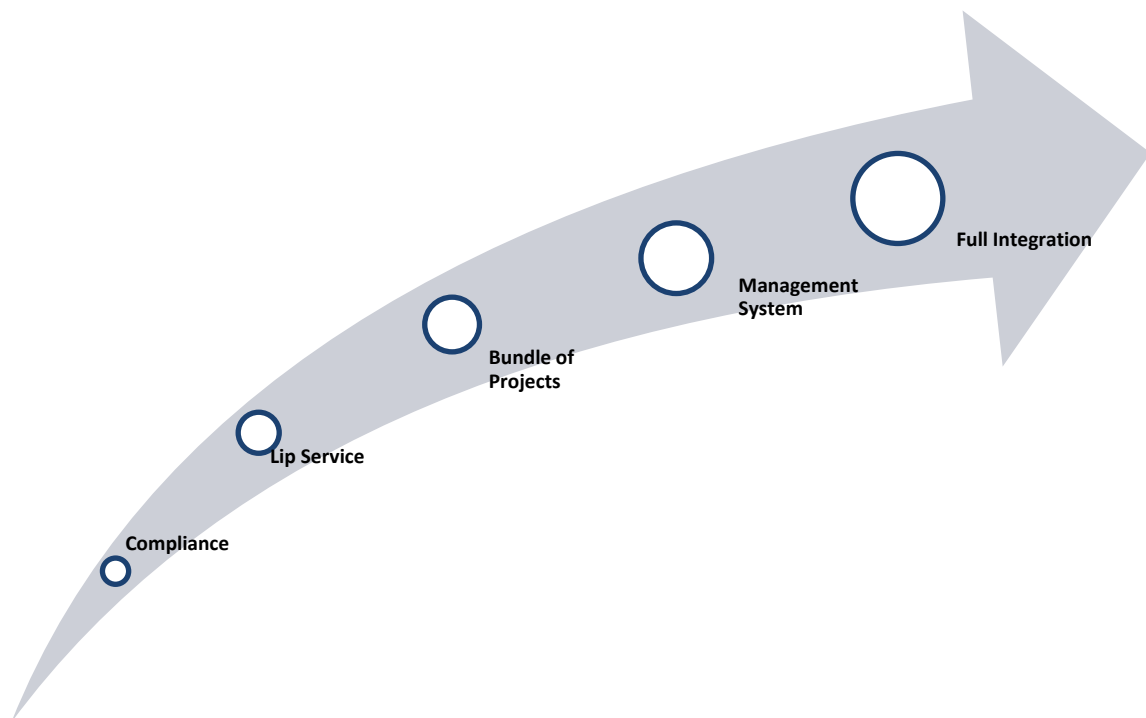 Full Integration
Management
System
Bundle of
Projects
Lip Service
Compliance